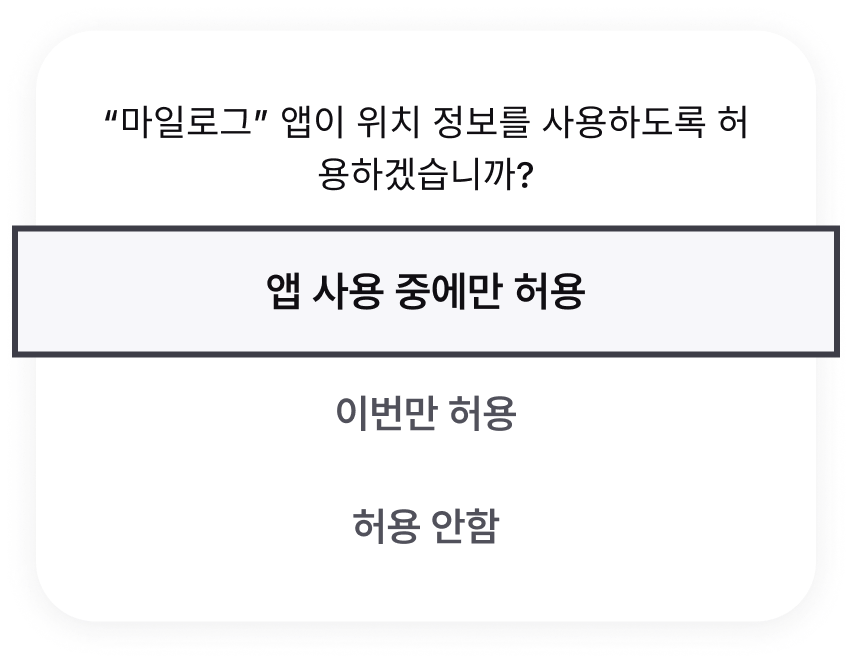 “마일로그” 앱이 위치 정보를 사용하도록 허
용하겠습니까?
앱 사용 중에만 허용
이번만 허용
허용 안함